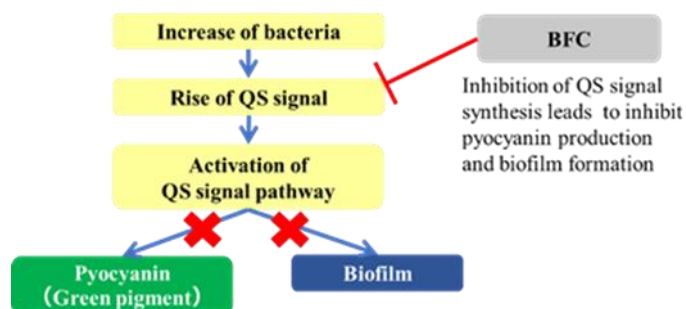 Increase of bacteria
BFC
Rise of QS signal
Inhibition of QS signal
synthesis leads to inhibit
pyocyanin production
and biofilm formation
Activation of
QS signal pathway
Pyocyanin
（Green pigment）
Biofilm